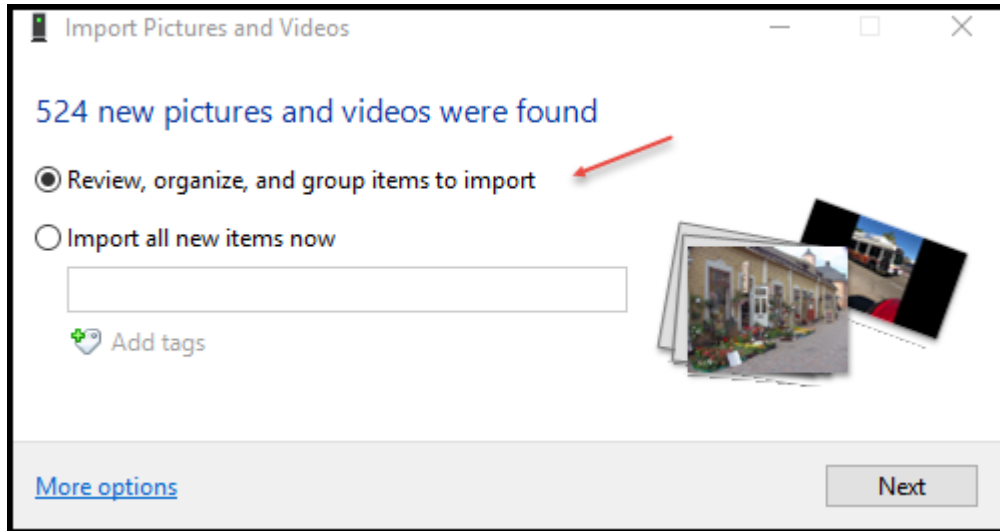 Import Pictures and Videos
524 new pictures and videos were found
Review, organize, and group items to import
Import all new items now
Add tags
More options
Next